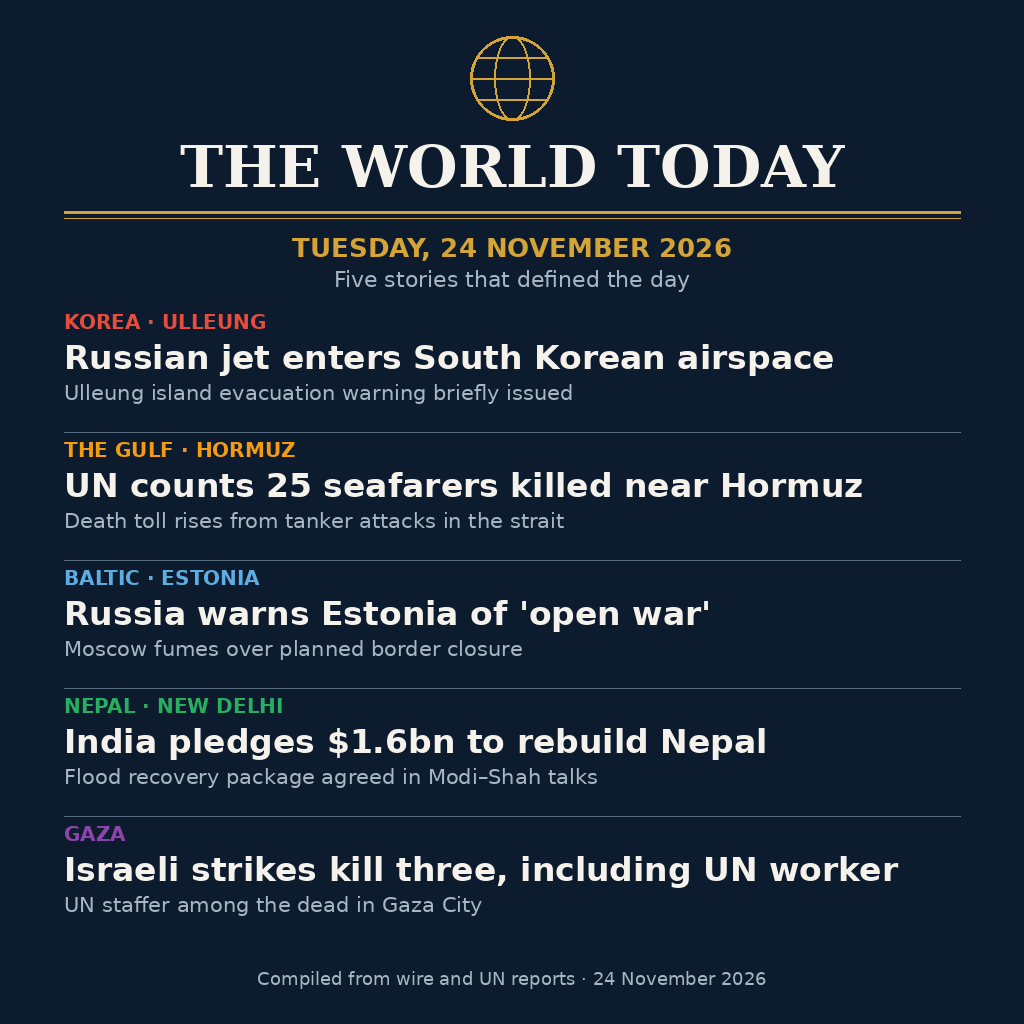 THE WORLD TODAY
TUESDAY, 24 NOVEMBER 2026
Five stories that defined the day
KOREA · ULLEUNG
Russian jet enters South Korean airspace
Ulleung island evacuation warning briefly issued
THE GULF · HORMUZ
UN counts 25 seafarers killed near Hormuz
Death toll rises from tanker attacks in the strait
BALTIC · ESTONIA
Russia warns Estonia of 'open war'
Moscow fumes over planned border closure
NEPAL · NEW DELHI
India pledges $1.6bn to rebuild Nepal
Flood recovery package agreed in Modi–Shah talks
GAZA
Israeli strikes kill three, including UN worker
UN staffer among the dead in Gaza City
Compiled from wire and UN reports · 24 November 2026